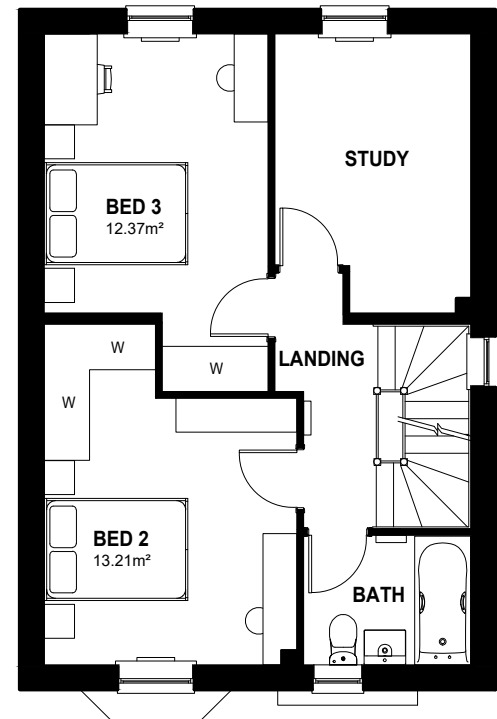 STUDY
BED 3
12.37m²
W
W
LANDING
W
BED 2
13.21m²
BATH